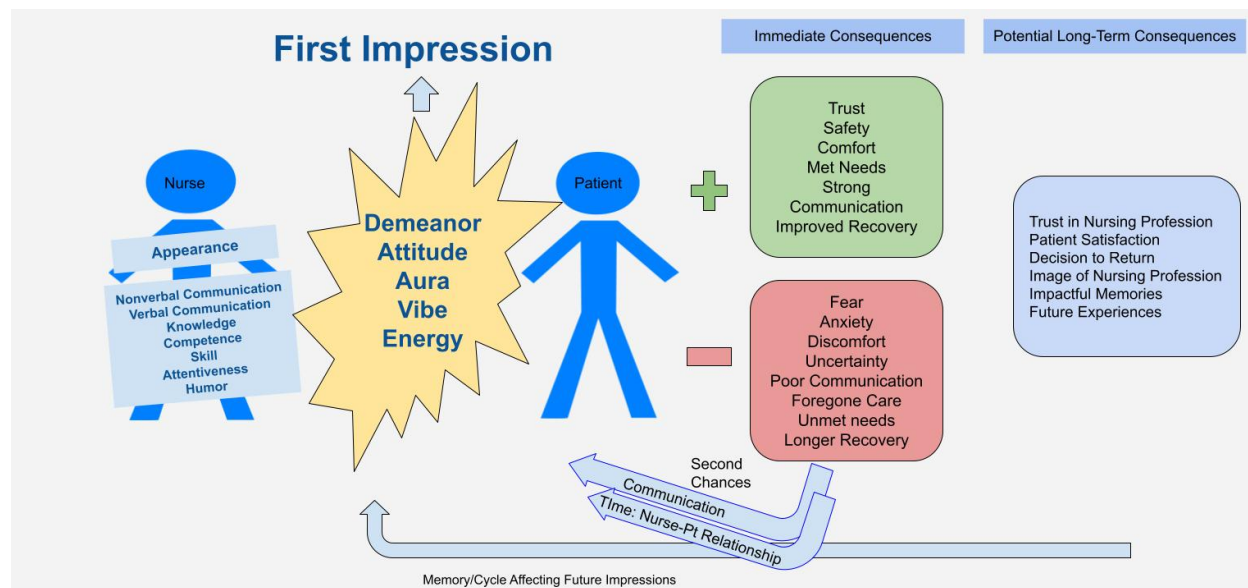 First Impression
Immediate Consequences
Potential Long-Term Consequences
Nurse
Appearance
Nonverbal Communication
Verbal Communication
Knowledge
Competence
Skill
Attentiveness
Humor
Demeanor
Attitude
Aura
Vibe
Energy
Patient
Trust
Safety
Comfort
Met Needs
Strong
Communication
Improved Recovery
Fear
Anxiety
Discomfort
Uncertainty
Poor Communication
Foregone Care
Unmet needs
Longer Recovery
Trust in Nursing Profession
Patient Satisfaction
Decision to Return
Image of Nursing Profession
Impactful Memories
Future Experiences
Second
Chances
Communication
TIme: Nurse-Pt Relationship
Memory/Cycle Affecting Future Impressions